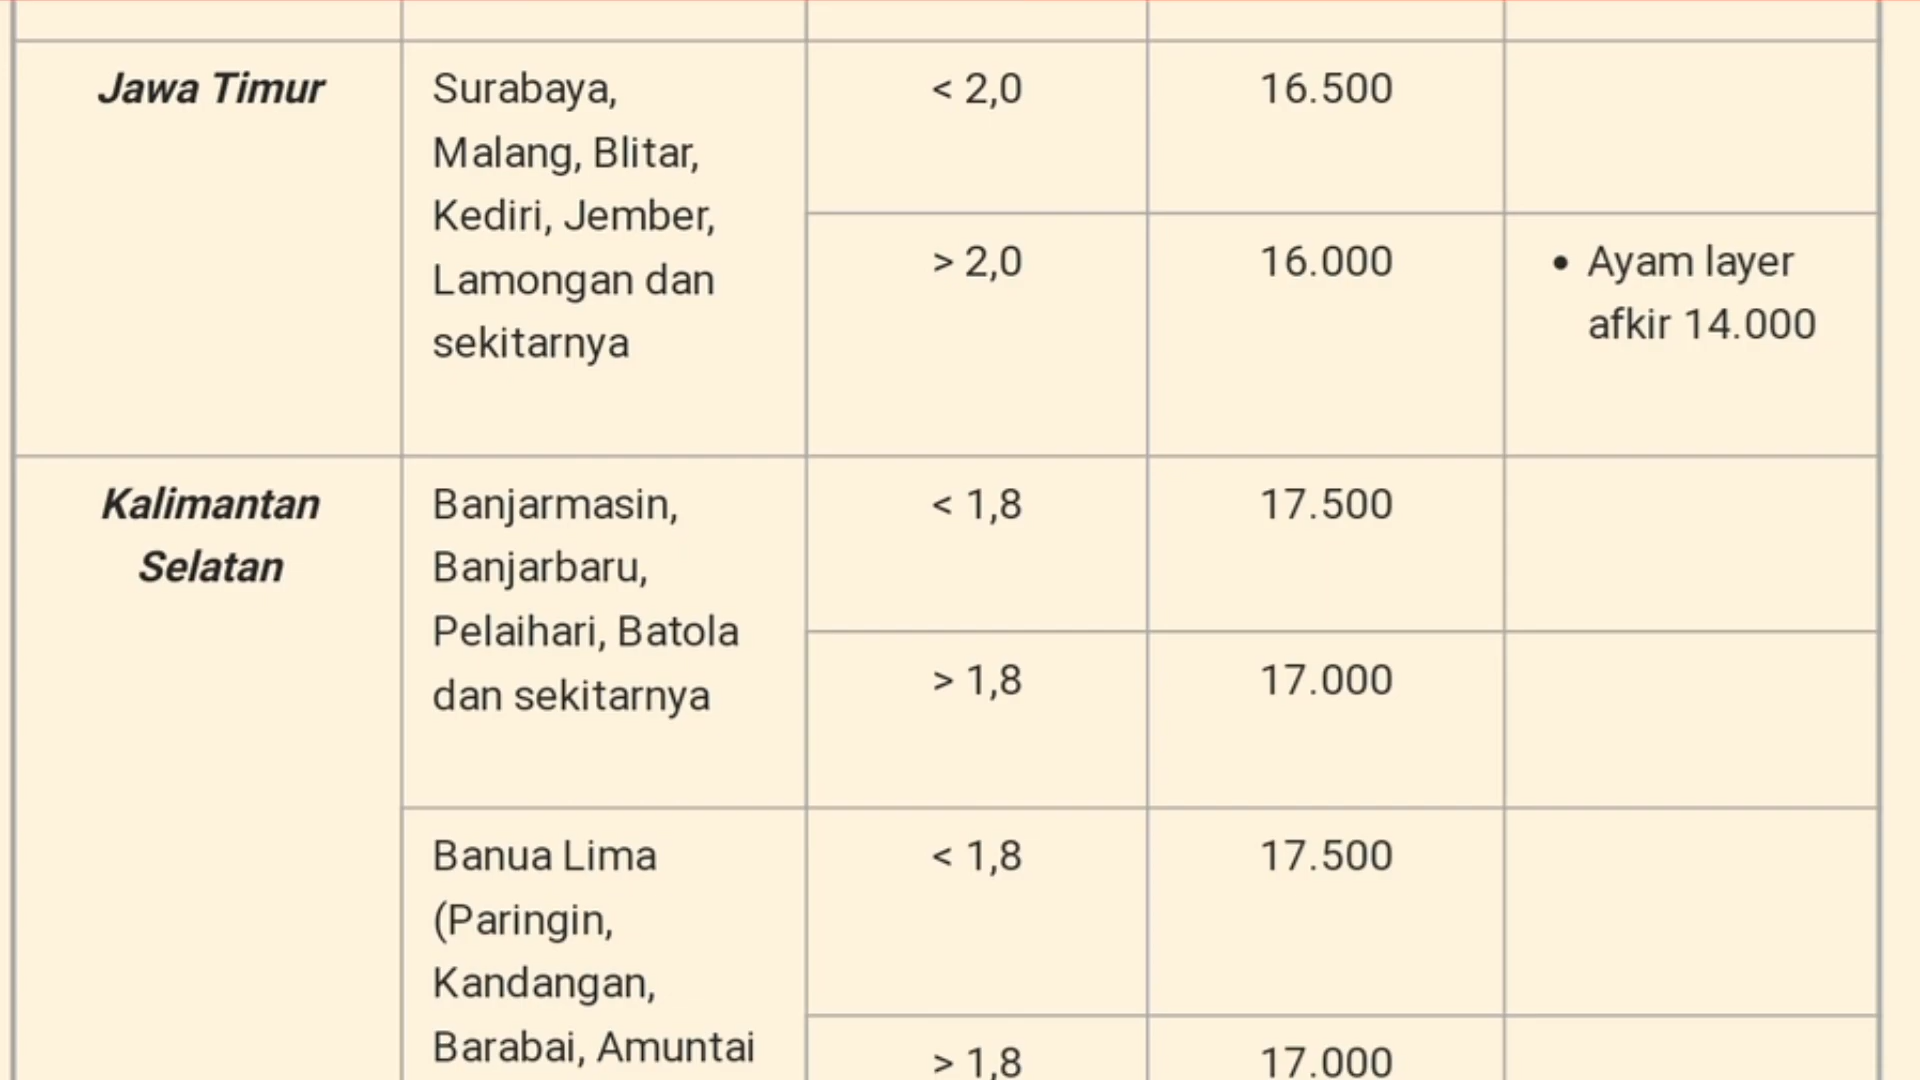 Jawa Timur
Surabaya,
Malang, Blitar,
Kediri, Jember,
Lamongan dan
sekitarnya
< 2,0
16.500
> 2,0
16.000
• Ayam layer
afkir 14.000
Kalimantan
Selatan
Banjarmasin,
Banjarbaru,
Pelaihari, Batola
dan sekitarnya
< 1,8
17.500
> 1,8
17.000
Banua Lima
(Paringin,
Kandangan,
Barabai, Amuntai
< 1,8
17.500
> 1,8
17.000